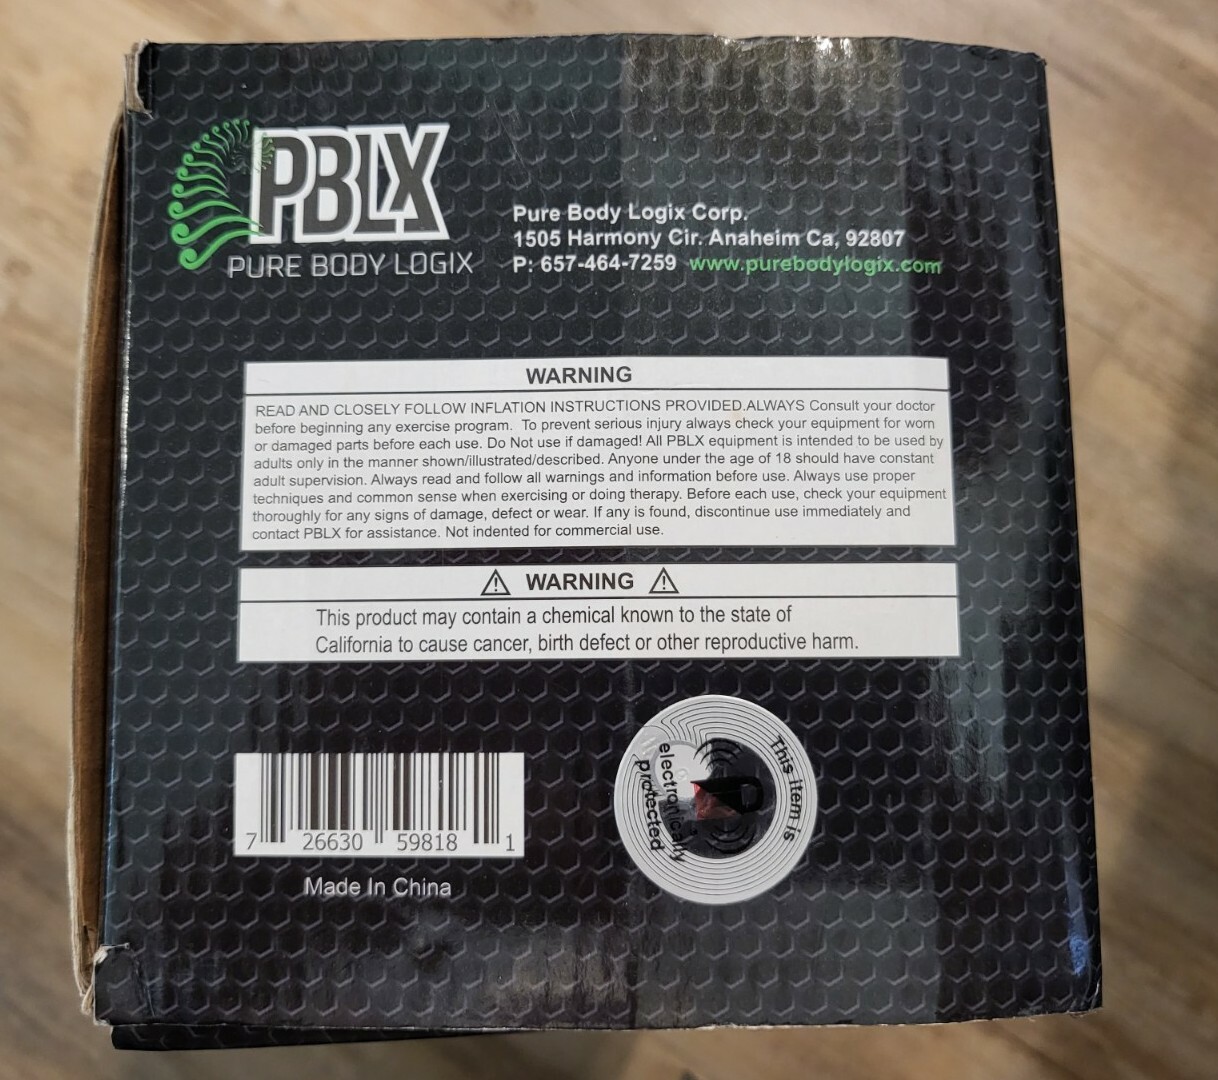 PBLX
PURE BODY LOGIX
Pure Body Logix Corp.
1505 Harmony Cir. Anaheim Ca, 92807
P: 657-464-7259 www.purebodylogix.com
WARNING
READ AND CLOSELY FOLLOW INFLATION INSTRUCTIONS PROVIDED.ALWAYS Consult your doctor
before beginning any exercise program. To prevent serious injury always check your equipment for worn
or damaged parts before each use. Do Not use if damaged! All PBLX equipment is intended to be used by
adults only in the manner shown/illustrated/described. Anyone under the age of 18 should have constant
adult supervision. Always read and follow all warnings and information before use. Always use proper
techniques and common sense when exercising or doing therapy. Before each use, check your equipment
thoroughly for any signs of damage, defect or wear. If any is found, discontinue use immediately and
contact PBLX for assistance. Not indented for commercial use.
WARNING
This product may contain a chemical known to the state of
California to cause cancer, birth defect or other reproductive harm.
7 26630 59818 1
Made In China
This item is
electronically
protected